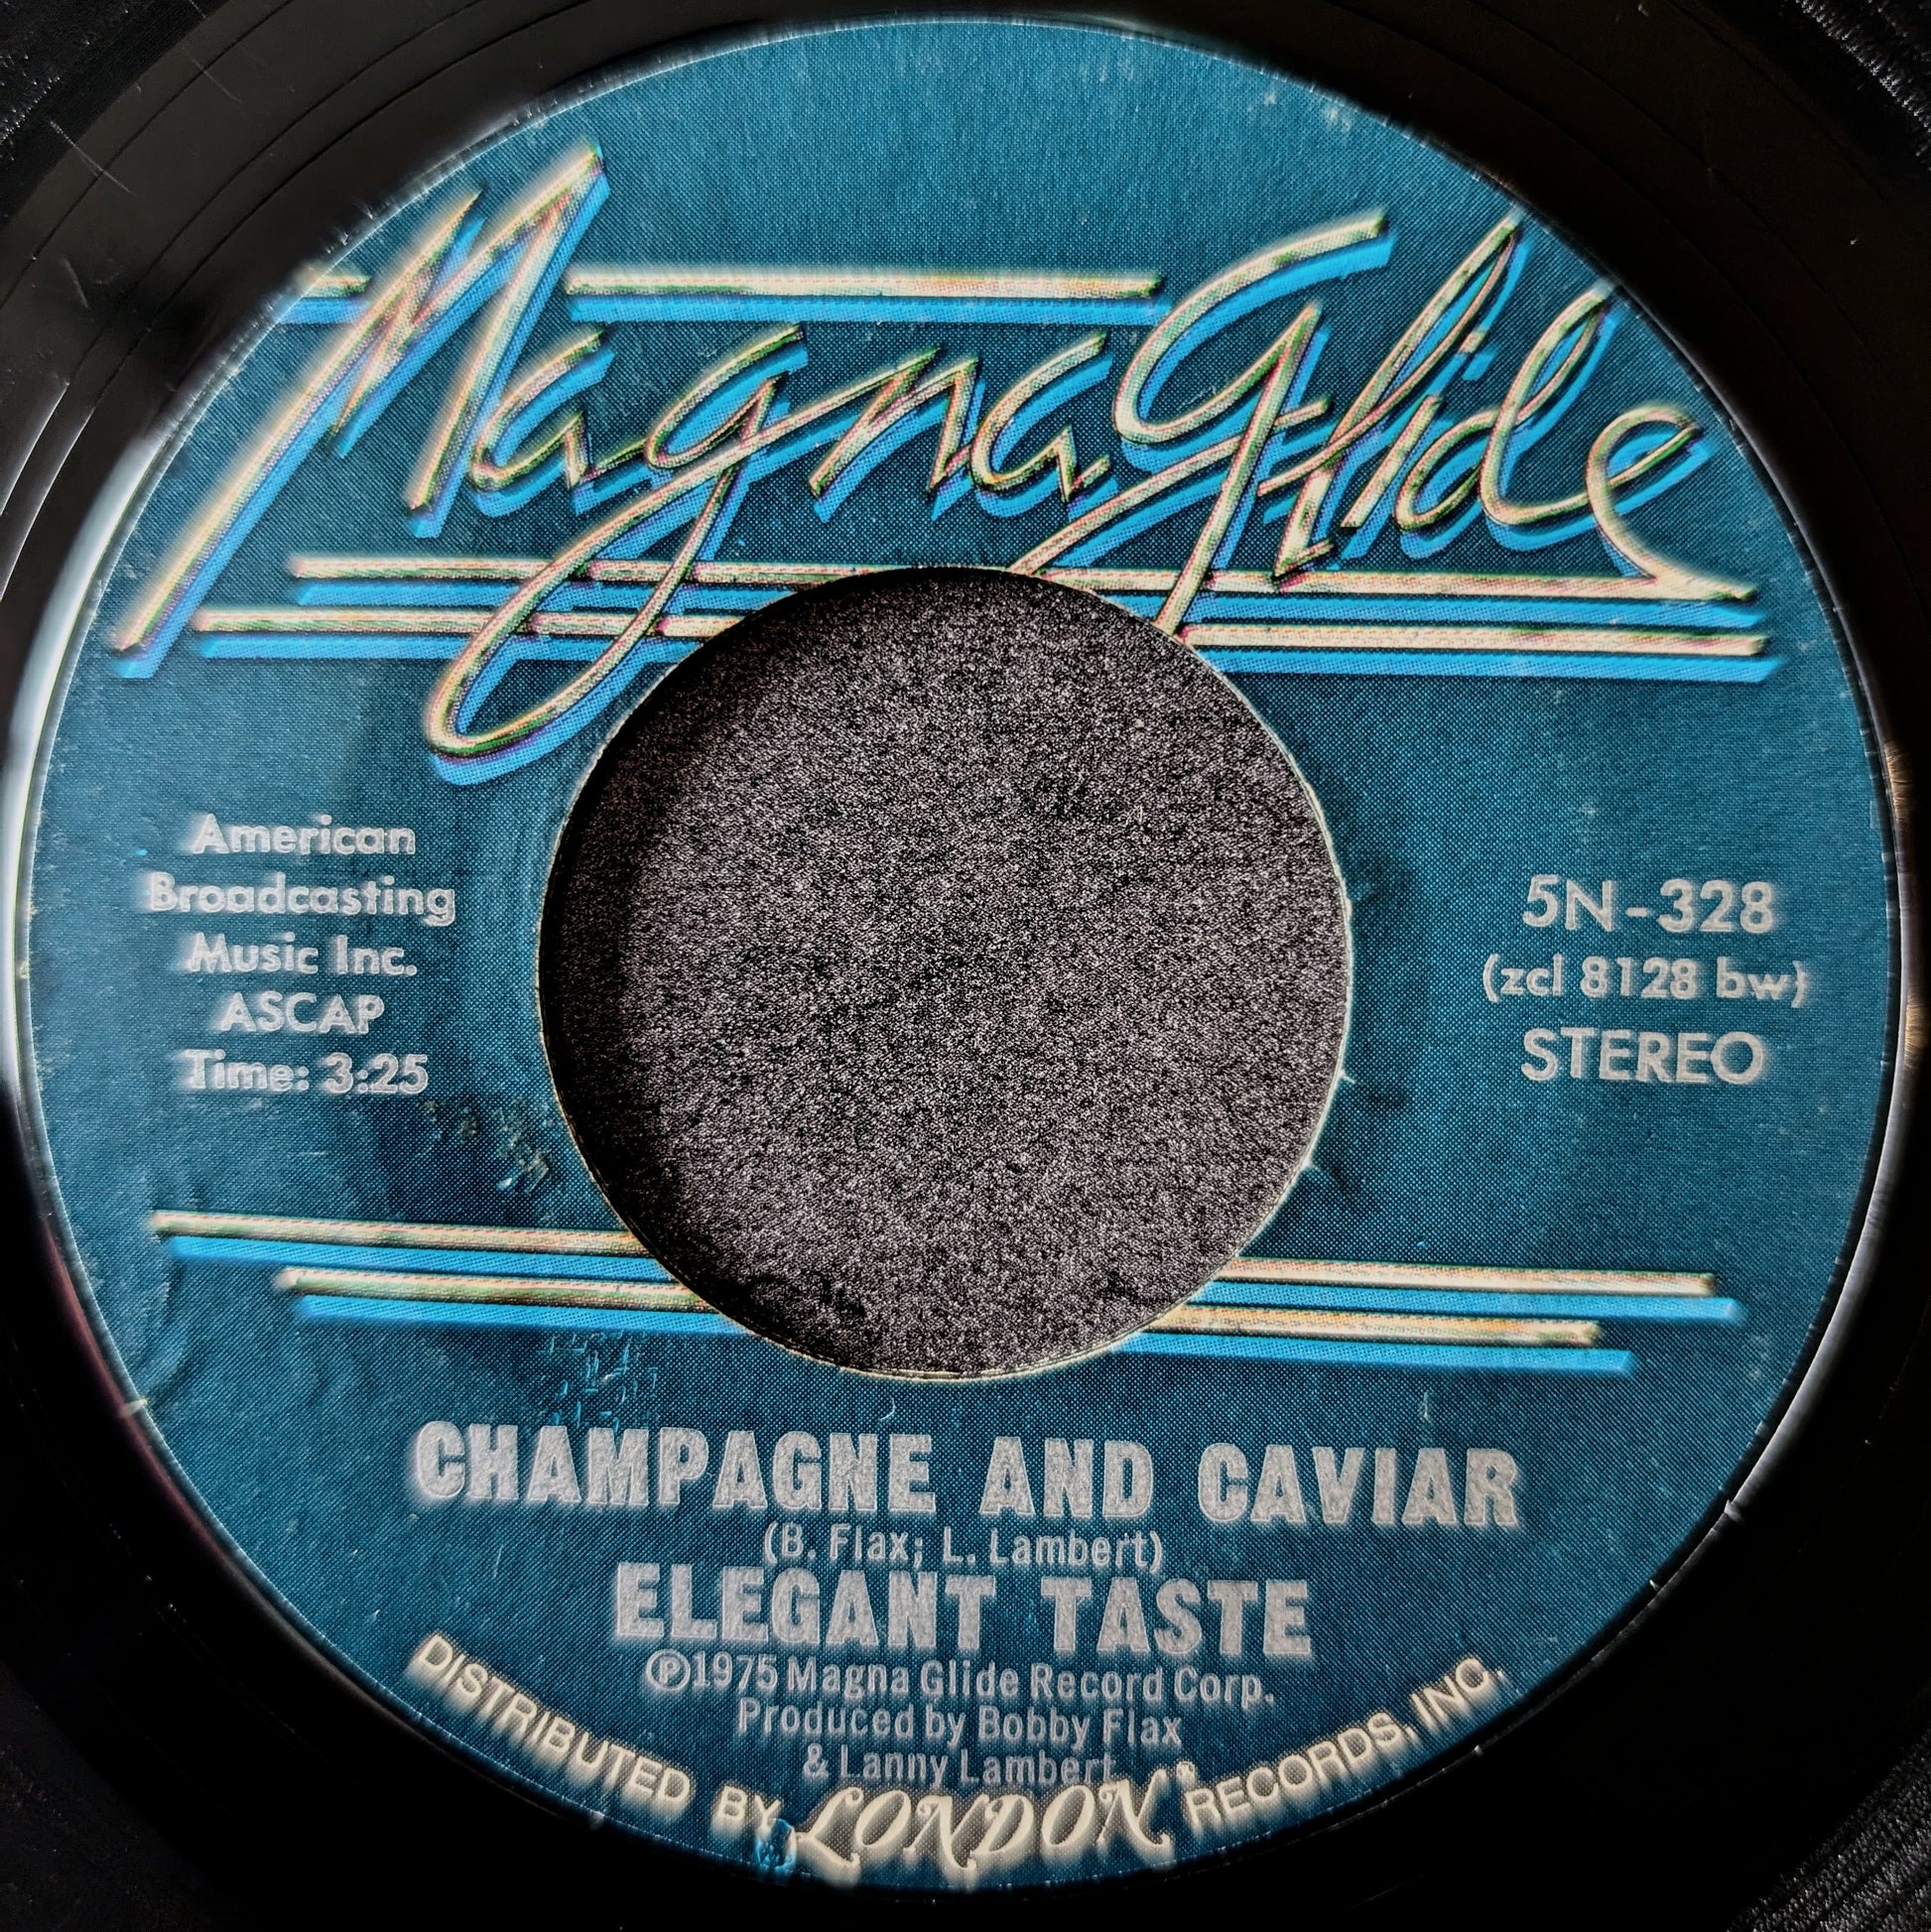 MagnaGlide
American
Broadcasting
Music Inc.
ASCAP
Time: 3:25
5N-328
(zcl 8128 bw)
STEREO
CHAMPAGNE AND CAVIAR
(B. Flax; L. Lambert)
ELEGANT TASTE
℗1975 Magna Glide Record Corp.
Produced by Bobby Flax
& Lanny Lambert
DISTRIBUTED BY LONDON® RECORDS, INC.